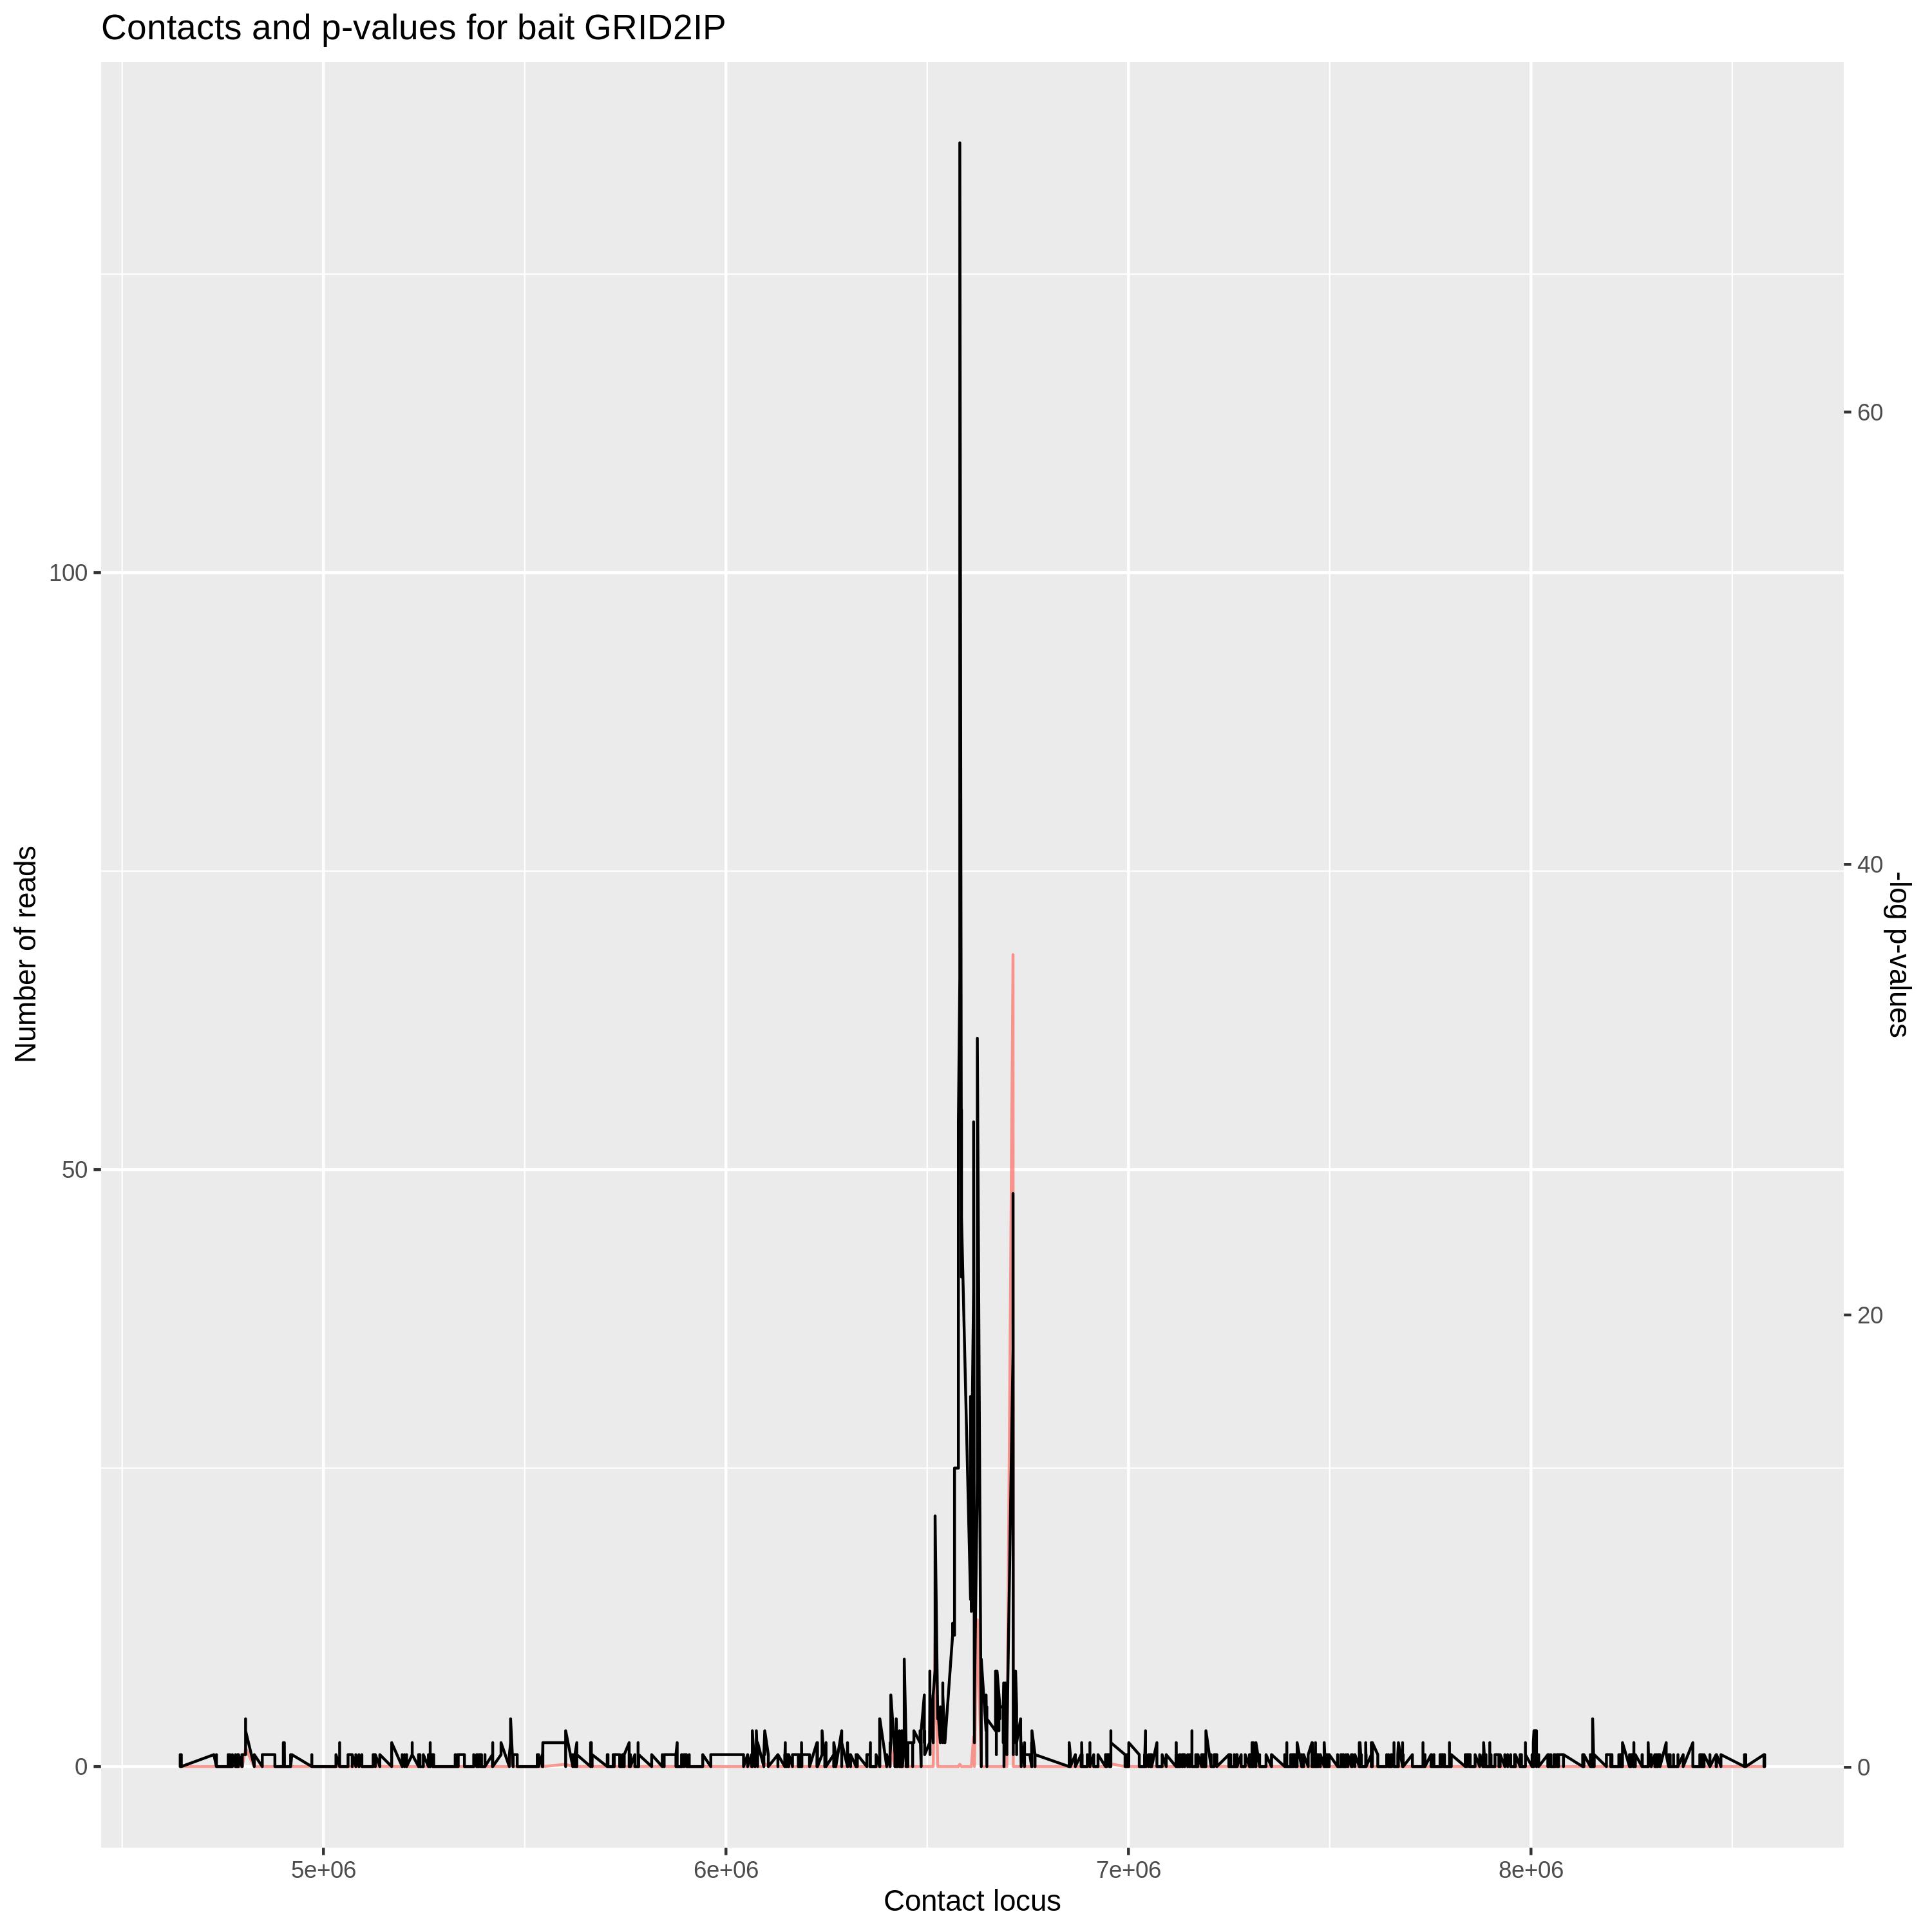 Contacts and p-values for bait GRID2IP
Number of reads
100
50
0
60
40
20
0
-log p-values
5e+06
6e+06
7e+06
8e+06
Contact locus